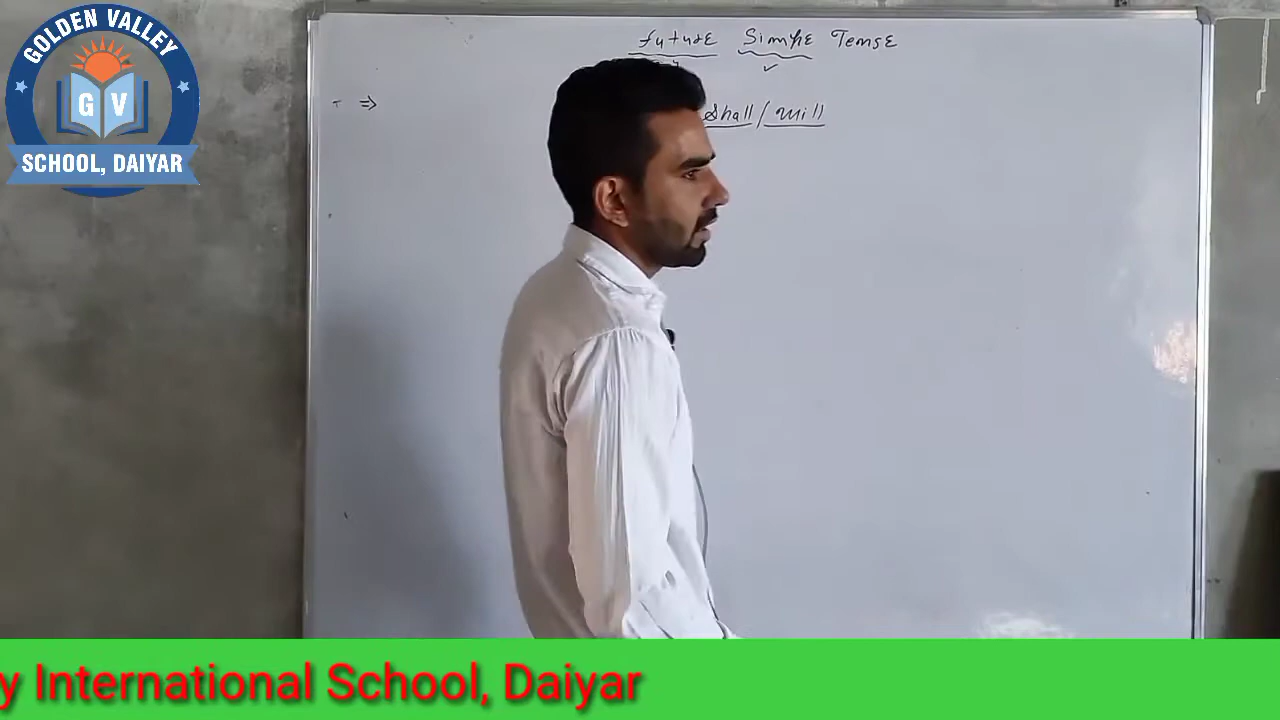 GOLDEN VALLEY
G V
SCHOOL, DAIYAR
Future Simple Tense
⇒
Shall / Will
y International School, Daiyar